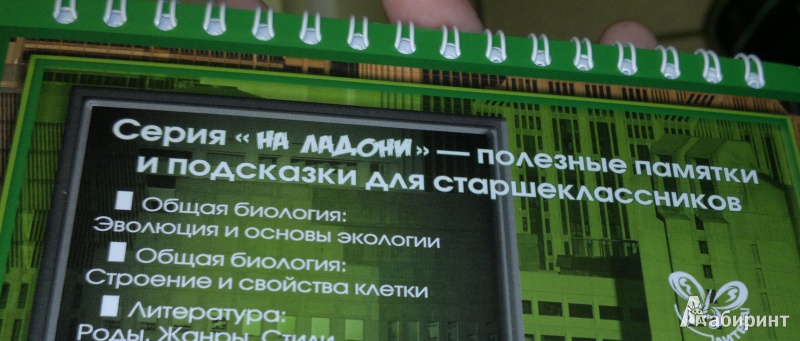 Серия «НА ЛАДОНИ» — полезные памятки
и подсказки для старшеклассников
Общая биология:
Эволюция и основы экологии
Общая биология:
Строение и свойства клетки
Литература:
Роды, Жанры, Стили
Лабиринт